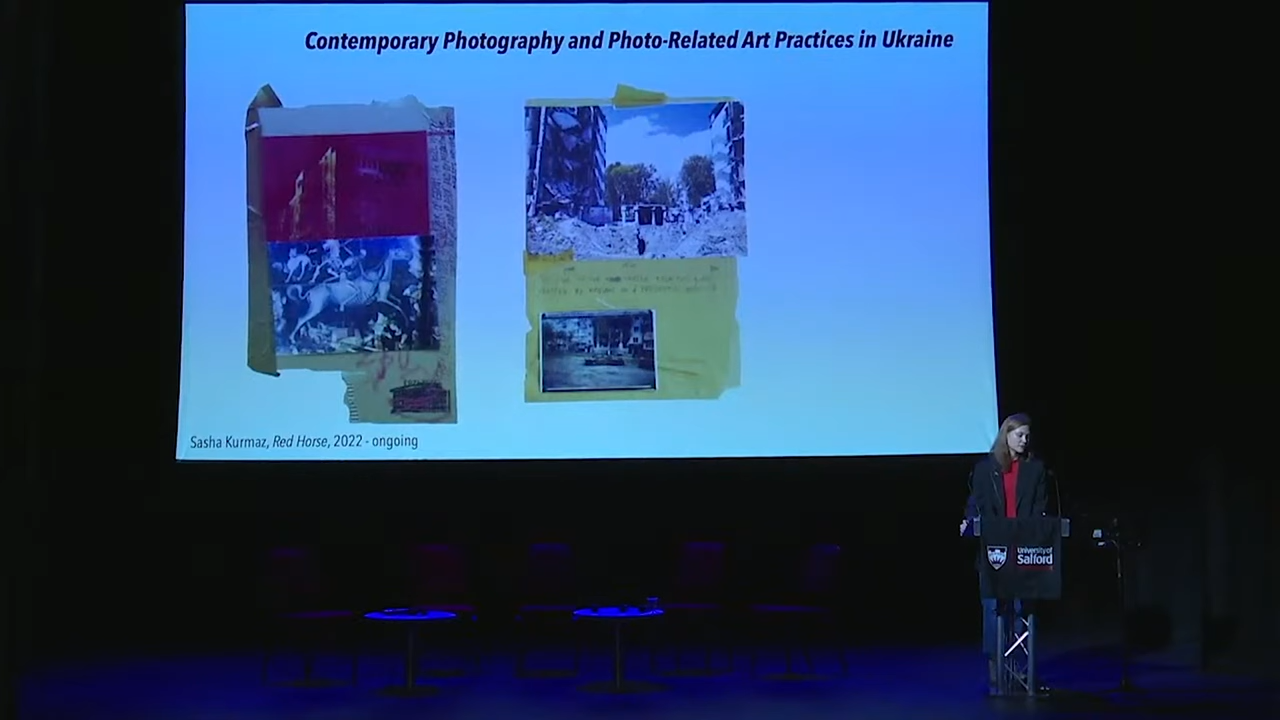 Contemporary Photography and Photo-Related Art Practices in Ukraine
Sasha Kurmaz, Red Horse, 2022 - ongoing
University of
Salford